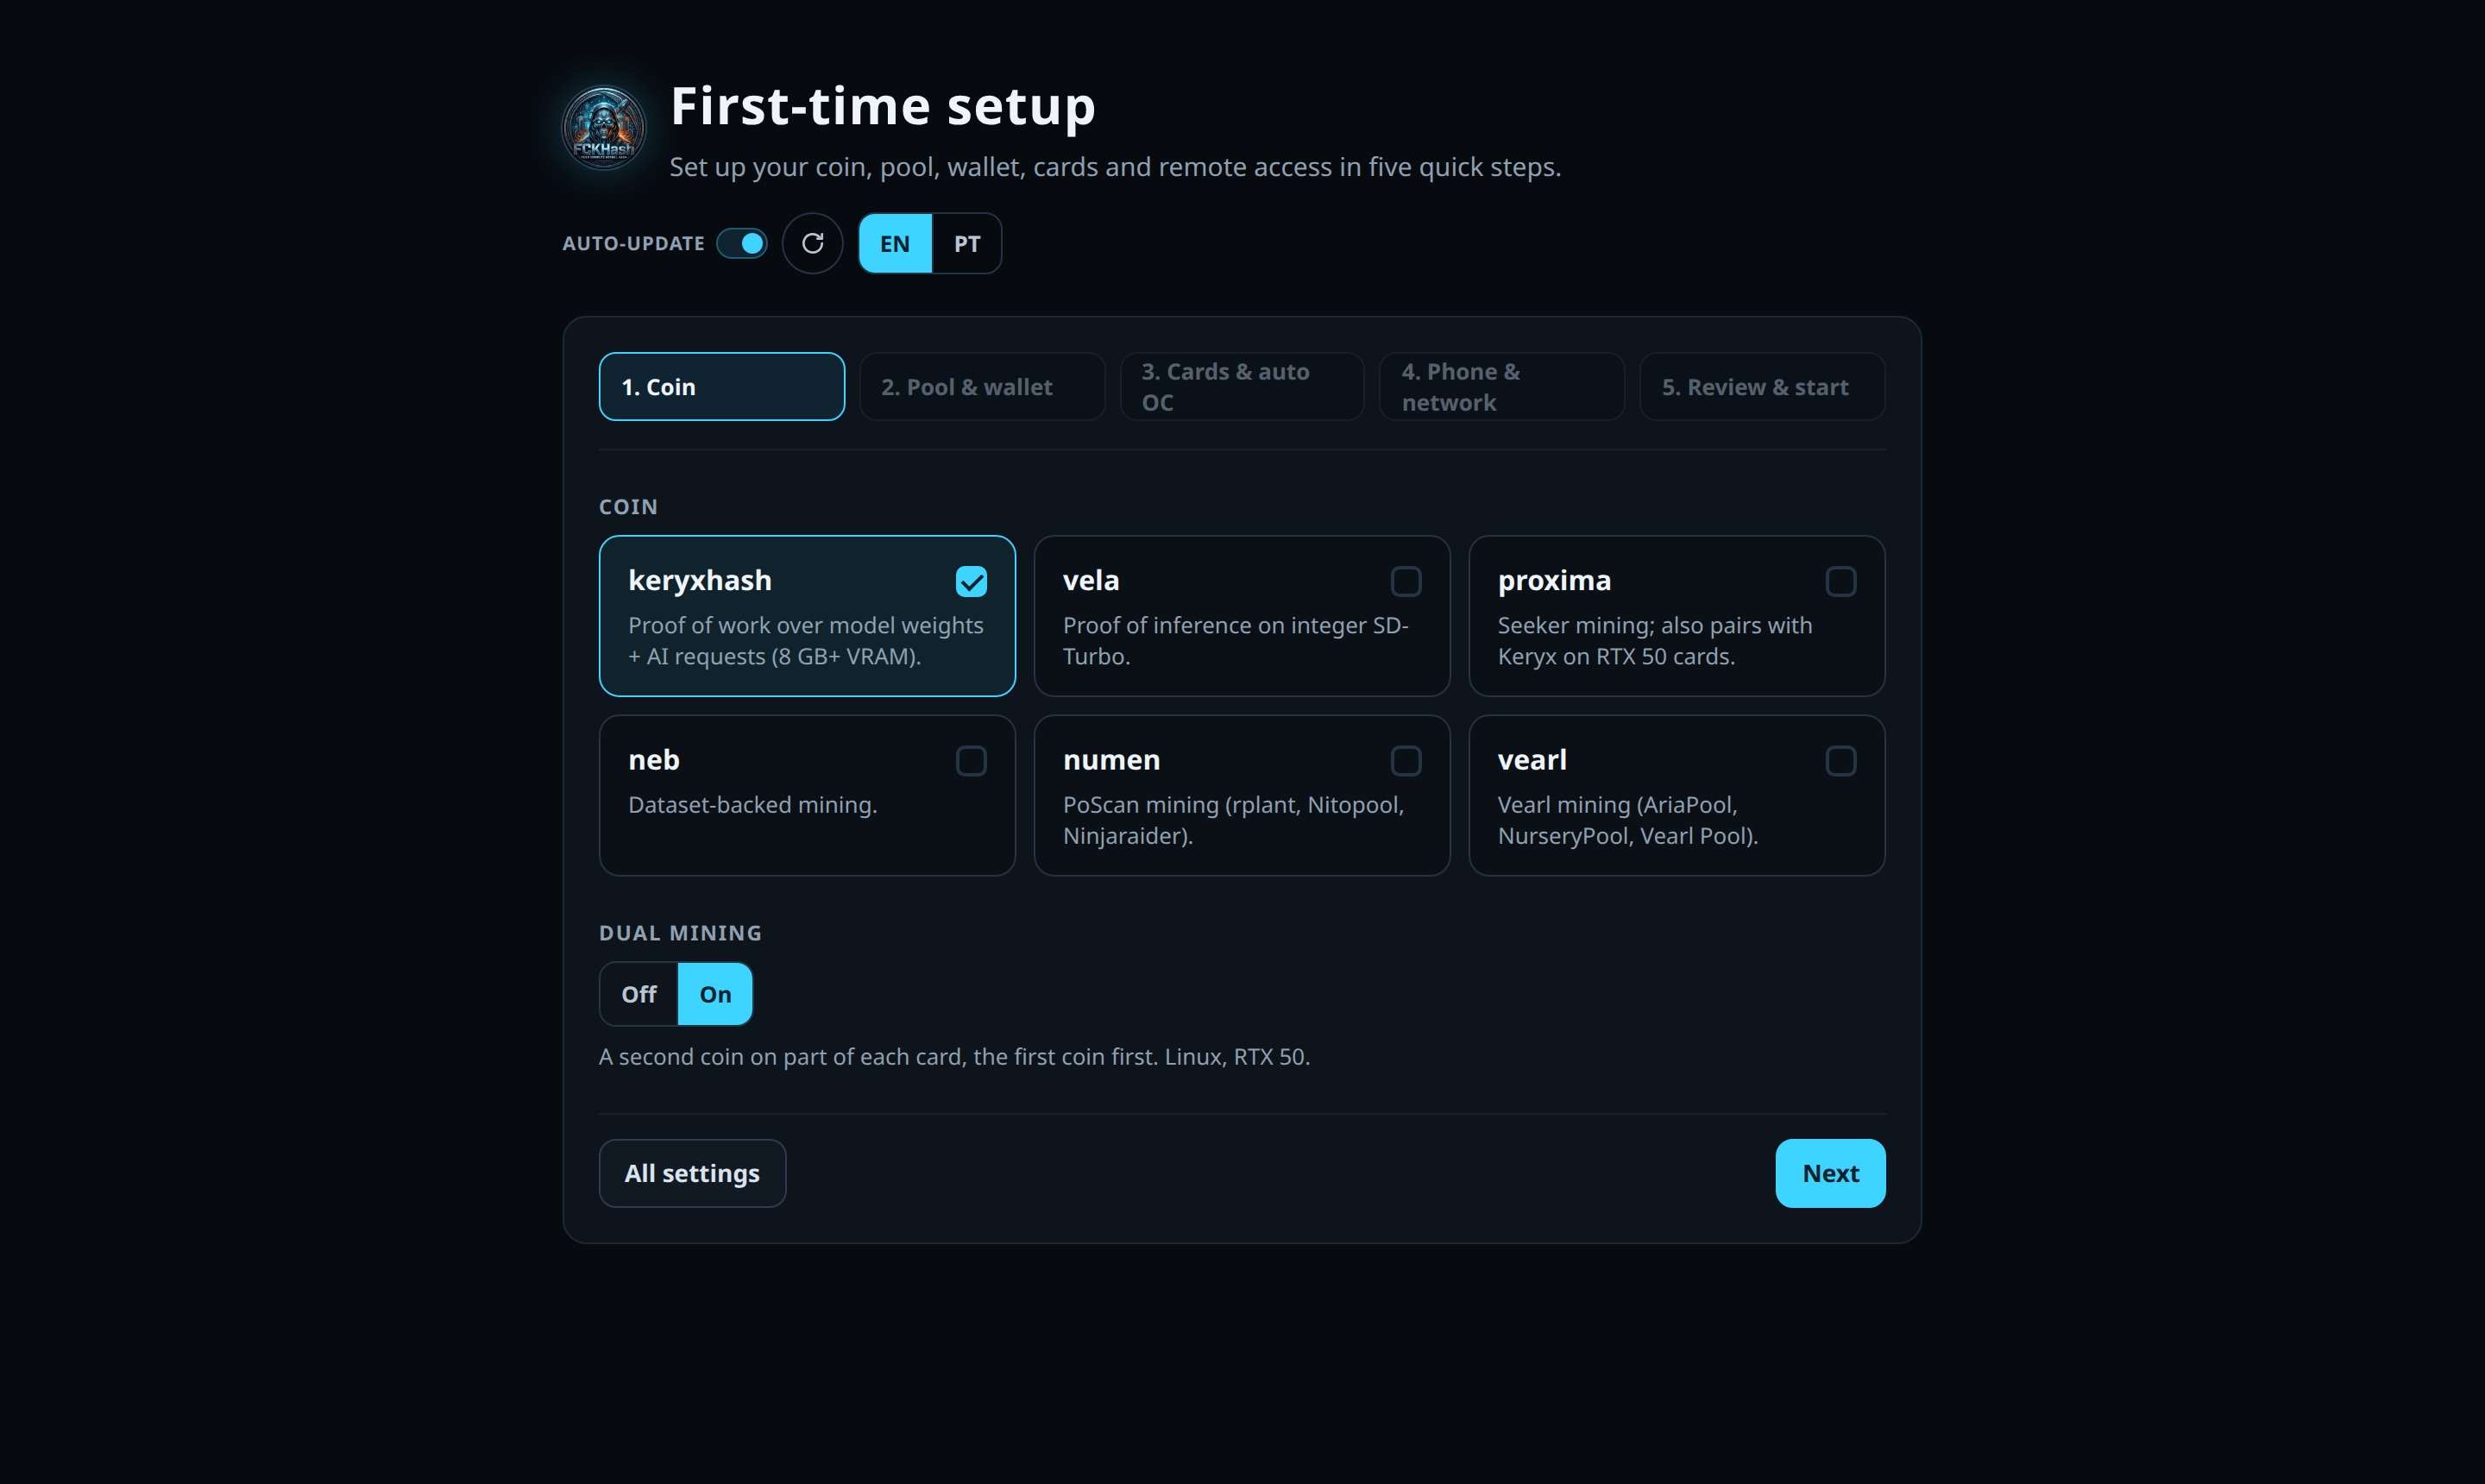 FCKHash
First-time setup
Set up your coin, pool, wallet, cards and remote access in five quick steps.
AUTO-UPDATE
EN
PT
1. Coin
2. Pool & wallet
3. Cards & auto
OC
4. Phone &
network
5. Review & start
COIN
keryxhash
Proof of work over model weights
+ AI requests (8 GB+ VRAM).
vela
Proof of inference on integer SD-
Turbo.
proxima
Seeker mining; also pairs with
Keryx on RTX 50 cards.
neb
Dataset-backed mining.
numen
PoScan mining (rplant, Nitopool,
Ninjaraider).
vearl
Vearl mining (AriaPool,
NurseryPool, Vearl Pool).
DUAL MINING
Off
On
A second coin on part of each card, the first coin first. Linux, RTX 50.
All settings
Next